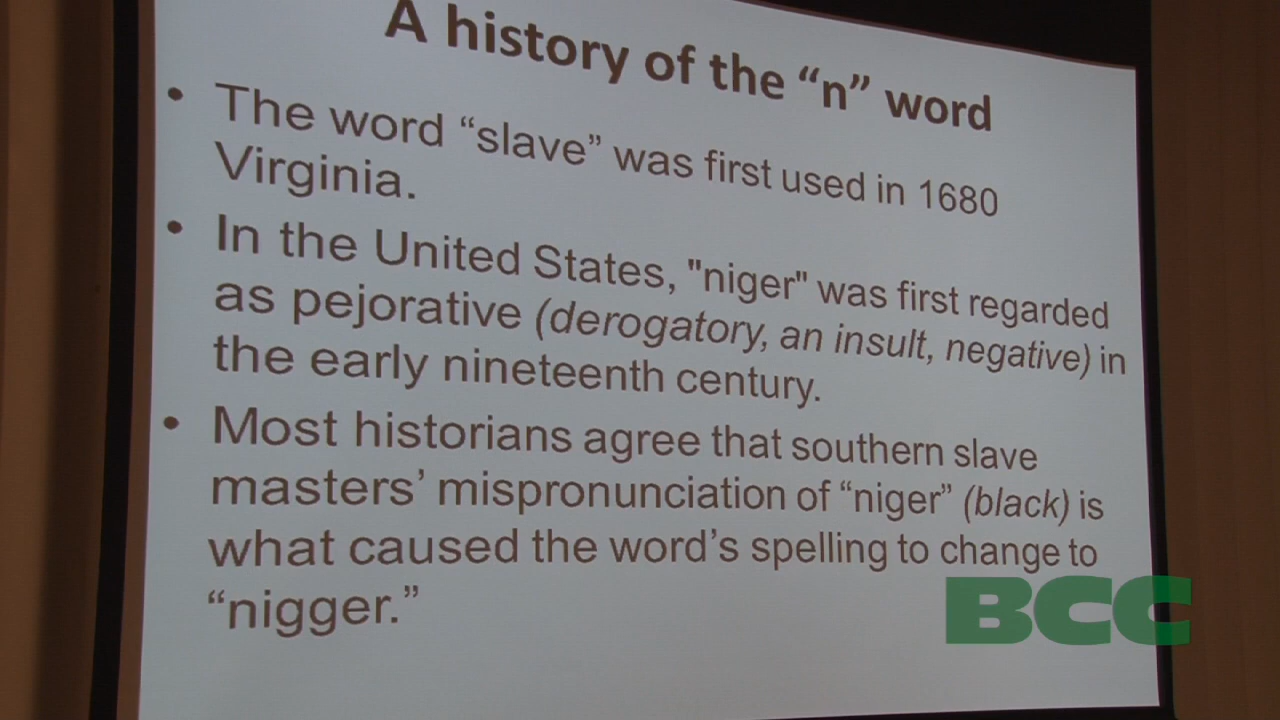 A history of the “n” word
• The word “slave” was first used in 1680
Virginia.
• In the United States, "niger" was first regarded
as pejorative (derogatory, an insult, negative) in
the early nineteenth century.
• Most historians agree that southern slave
masters’ mispronunciation of “niger” (black) is
what caused the word’s spelling to change to
“nigger.”
BCC